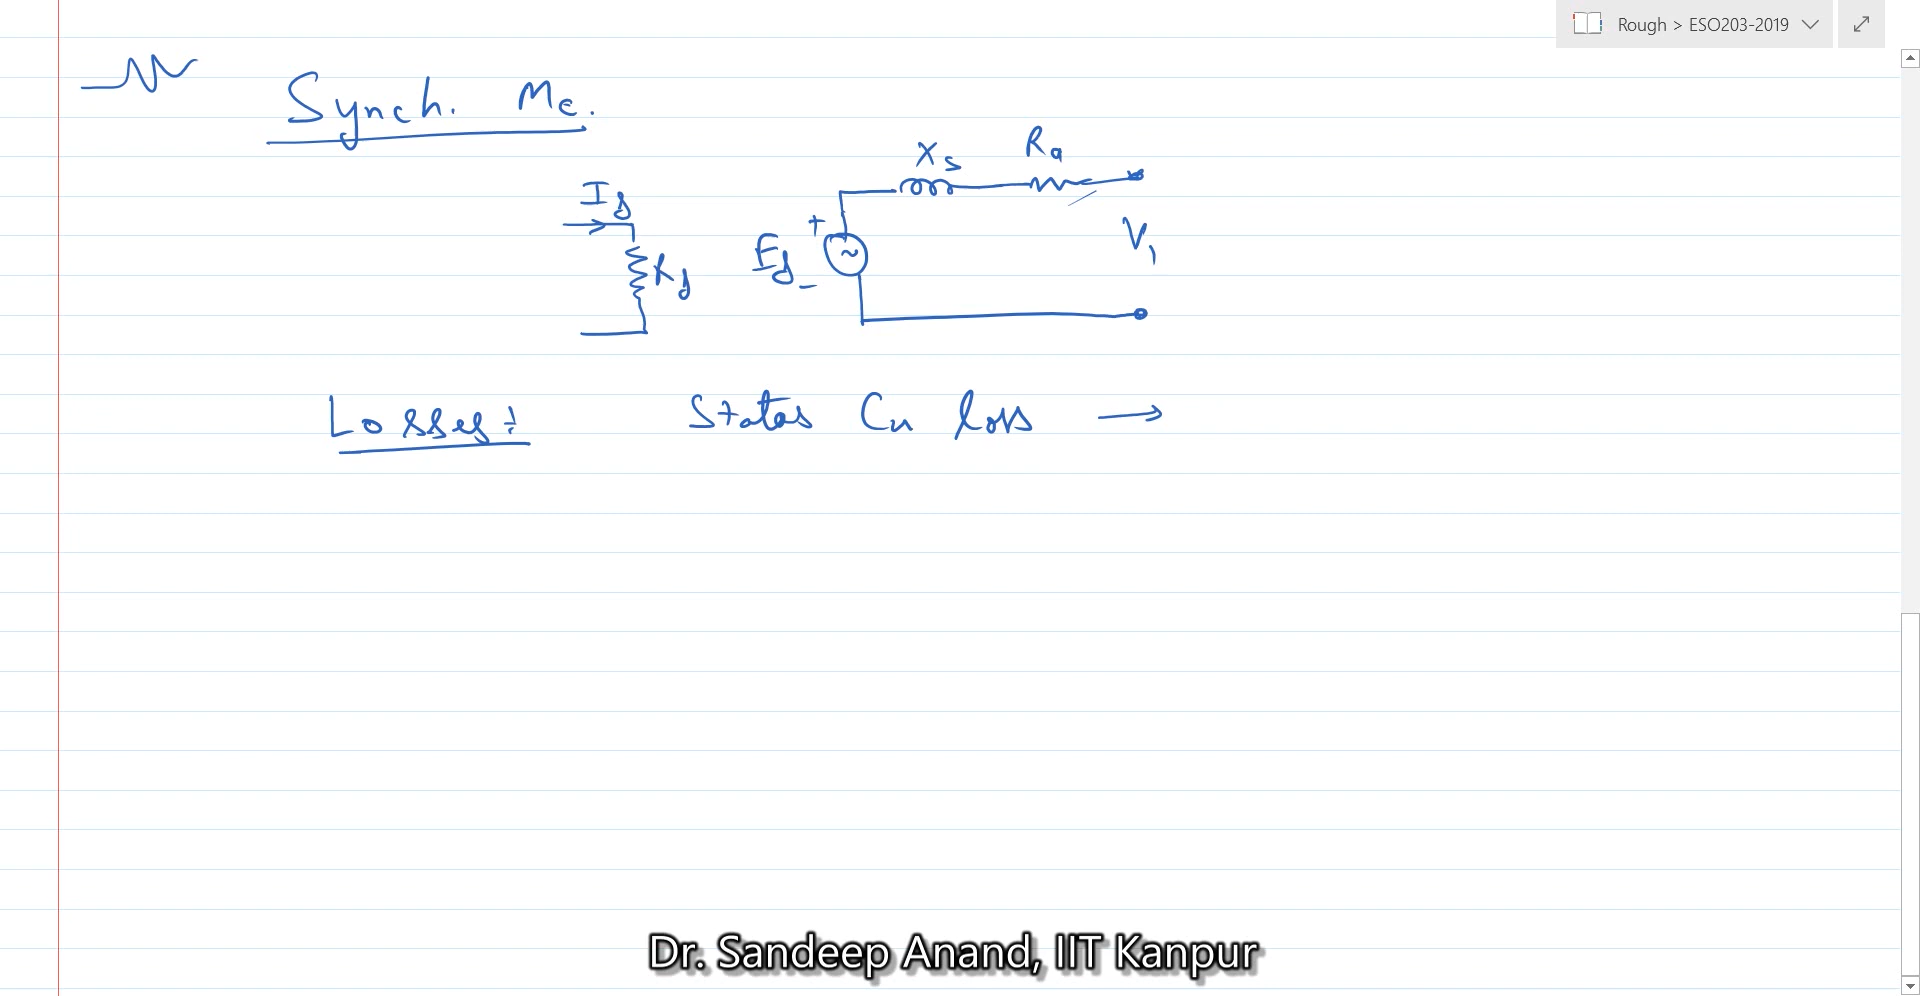 Rough > ESO203-2019
Synch. Mc.
Xs Ra
If
+
Rf Ef ~ V1
-
Losses: Stator Cu loss →
Dr. Sandeep Anand, IIT Kanpur